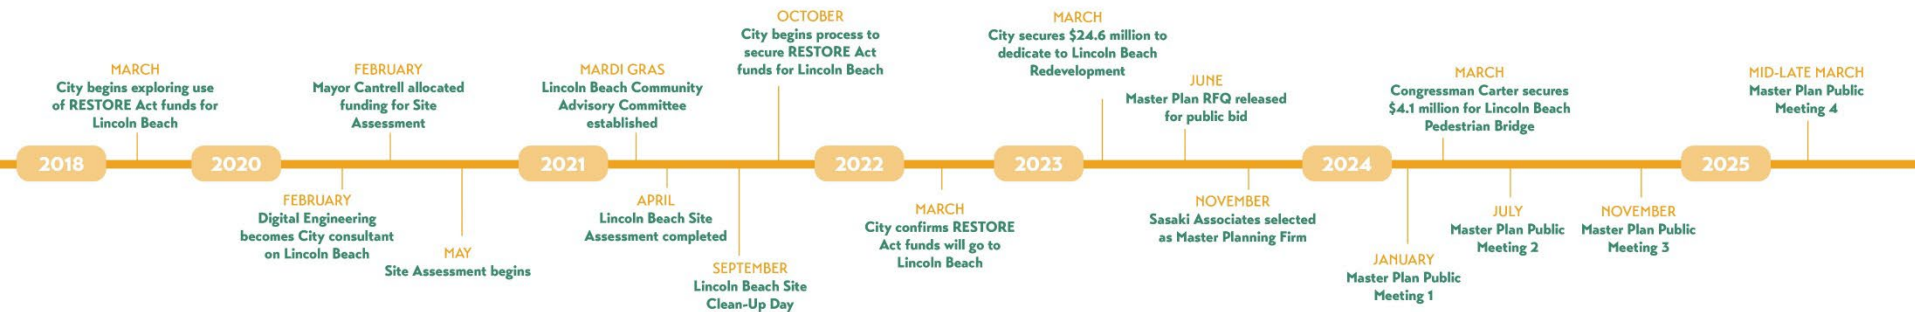 2018
MARCH
City begins exploring use
of RESTORE Act funds for
Lincoln Beach
2020
FEBRUARY
Digital Engineering
becomes City consultant
on Lincoln Beach
FEBRUARY
Mayor Cantrell allocated
funding for Site
Assessment
MAY
Site Assessment begins
2021
MARDI GRAS
Lincoln Beach Community
Advisory Committee
established
APRIL
Lincoln Beach Site
Assessment completed
SEPTEMBER
Lincoln Beach Site
Clean-Up Day
OCTOBER
City begins process to
secure RESTORE Act
funds for Lincoln Beach
2022
MARCH
City confirms RESTORE
Act funds will go to
Lincoln Beach
2023
MARCH
City secures $24.6 million to
dedicate to Lincoln Beach
Redevelopment
JUNE
Master Plan RFQ released
for public bid
NOVEMBER
Sasaki Associates selected
as Master Planning Firm
2024
JANUARY
Master Plan Public
Meeting 1
MARCH
Congressman Carter secures
$4.1 million for Lincoln Beach
Pedestrian Bridge
JULY
Master Plan Public
Meeting 2
NOVEMBER
Master Plan Public
Meeting 3
2025
MID-LATE MARCH
Master Plan Public
Meeting 4